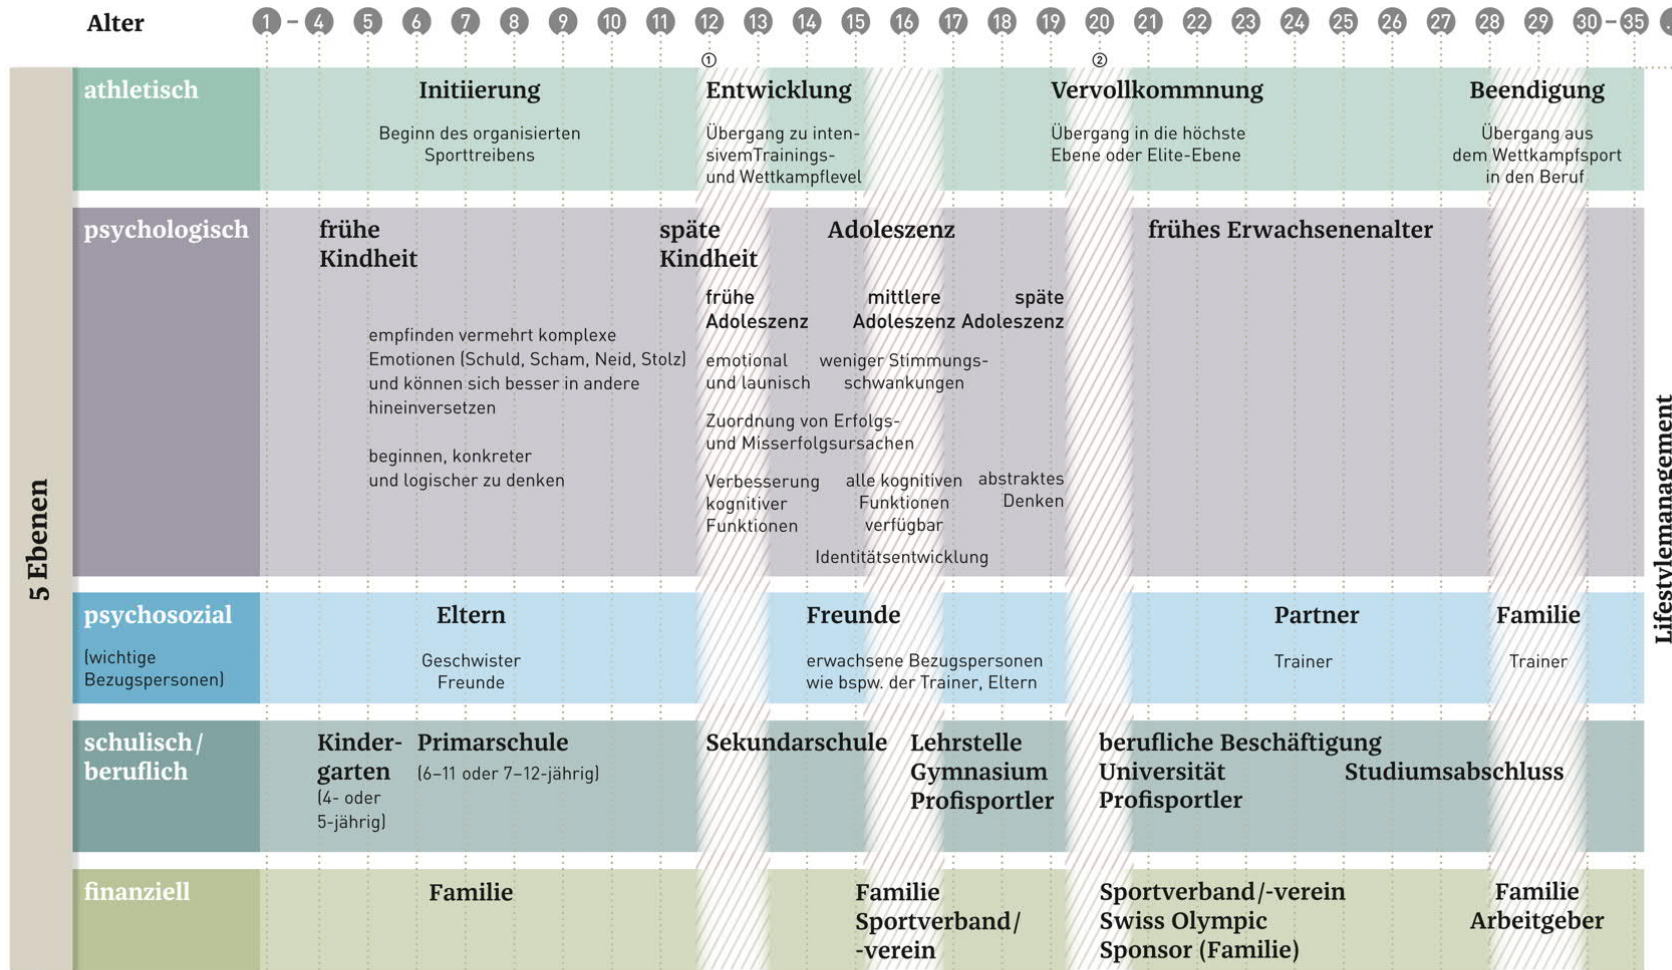 Alter 1 – 4 5 6 7 8 9 10 11 12 13 14 15 16 17 18 19 20 21 22 23 24 25 26 27 28 29 30 – 35
① ②
5 Ebenen
athletisch
Initiierung
Beginn des organisierten
Sporttreibens
Entwicklung
Übergang zu inten-
sivemTrainings-
und Wettkampflevel
Vervollkommnung
Übergang in die höchste
Ebene oder Elite-Ebene
Beendigung
Übergang aus
dem Wettkampfsport
in den Beruf
psychologisch
frühe
Kindheit
späte
Kindheit
empfinden vermehrt komplexe
Emotionen (Schuld, Scham, Neid, Stolz)
und können sich besser in andere
hineinversetzen
beginnen, konkreter
und logischer zu denken
Adoleszenz
frühe
Adoleszenz
mittlere
Adoleszenz
späte
Adoleszenz
emotional
und launisch
weniger Stimmungs-
schwankungen
Zuordnung von Erfolgs-
und Misserfolgsursachen
Verbesserung
kognitiver
Funktionen
alle kognitiven
Funktionen
verfügbar
abstraktes
Denken
Identitätsentwicklung
frühes Erwachsenenalter
psychosozial
(wichtige
Bezugspersonen)
Eltern
Geschwister
Freunde
Freunde
erwachsene Bezugspersonen
wie bspw. der Trainer, Eltern
Partner
Trainer
Familie
Trainer
schulisch/
beruflich
Kinder-
garten
(4- oder
5-jährig)
Primarschule
(6–11 oder 7–12-jährig)
Sekundarschule
Lehrstelle
Gymnasium
Profisportler
berufliche Beschäftigung
Universität
Profisportler
Studiumsabschluss
finanziell
Familie
Familie
Sportverband/
-verein
Sportverband/-verein
Swiss Olympic
Sponsor (Familie)
Familie
Arbeitgeber
Lifestylemanagement